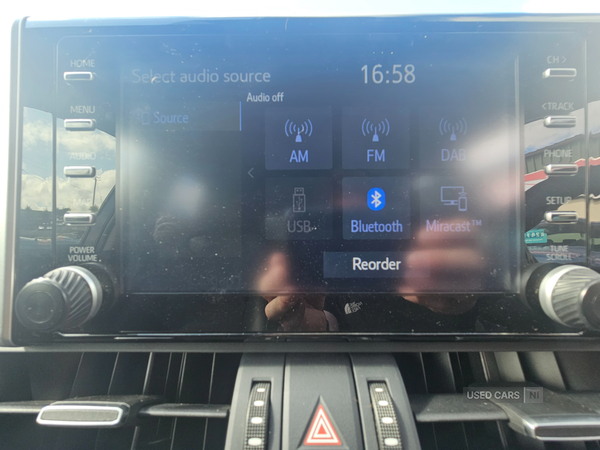 HOME
MENU
AUDIO
POWER
VOLUME
Select audio source
16:58
Audio off
Source
AM
FM
DAB
USB
Bluetooth
Miracast™
Reorder
CH >
< TRACK
PHONE
SETUP
TUNE
SCROLL
USED CARS NI